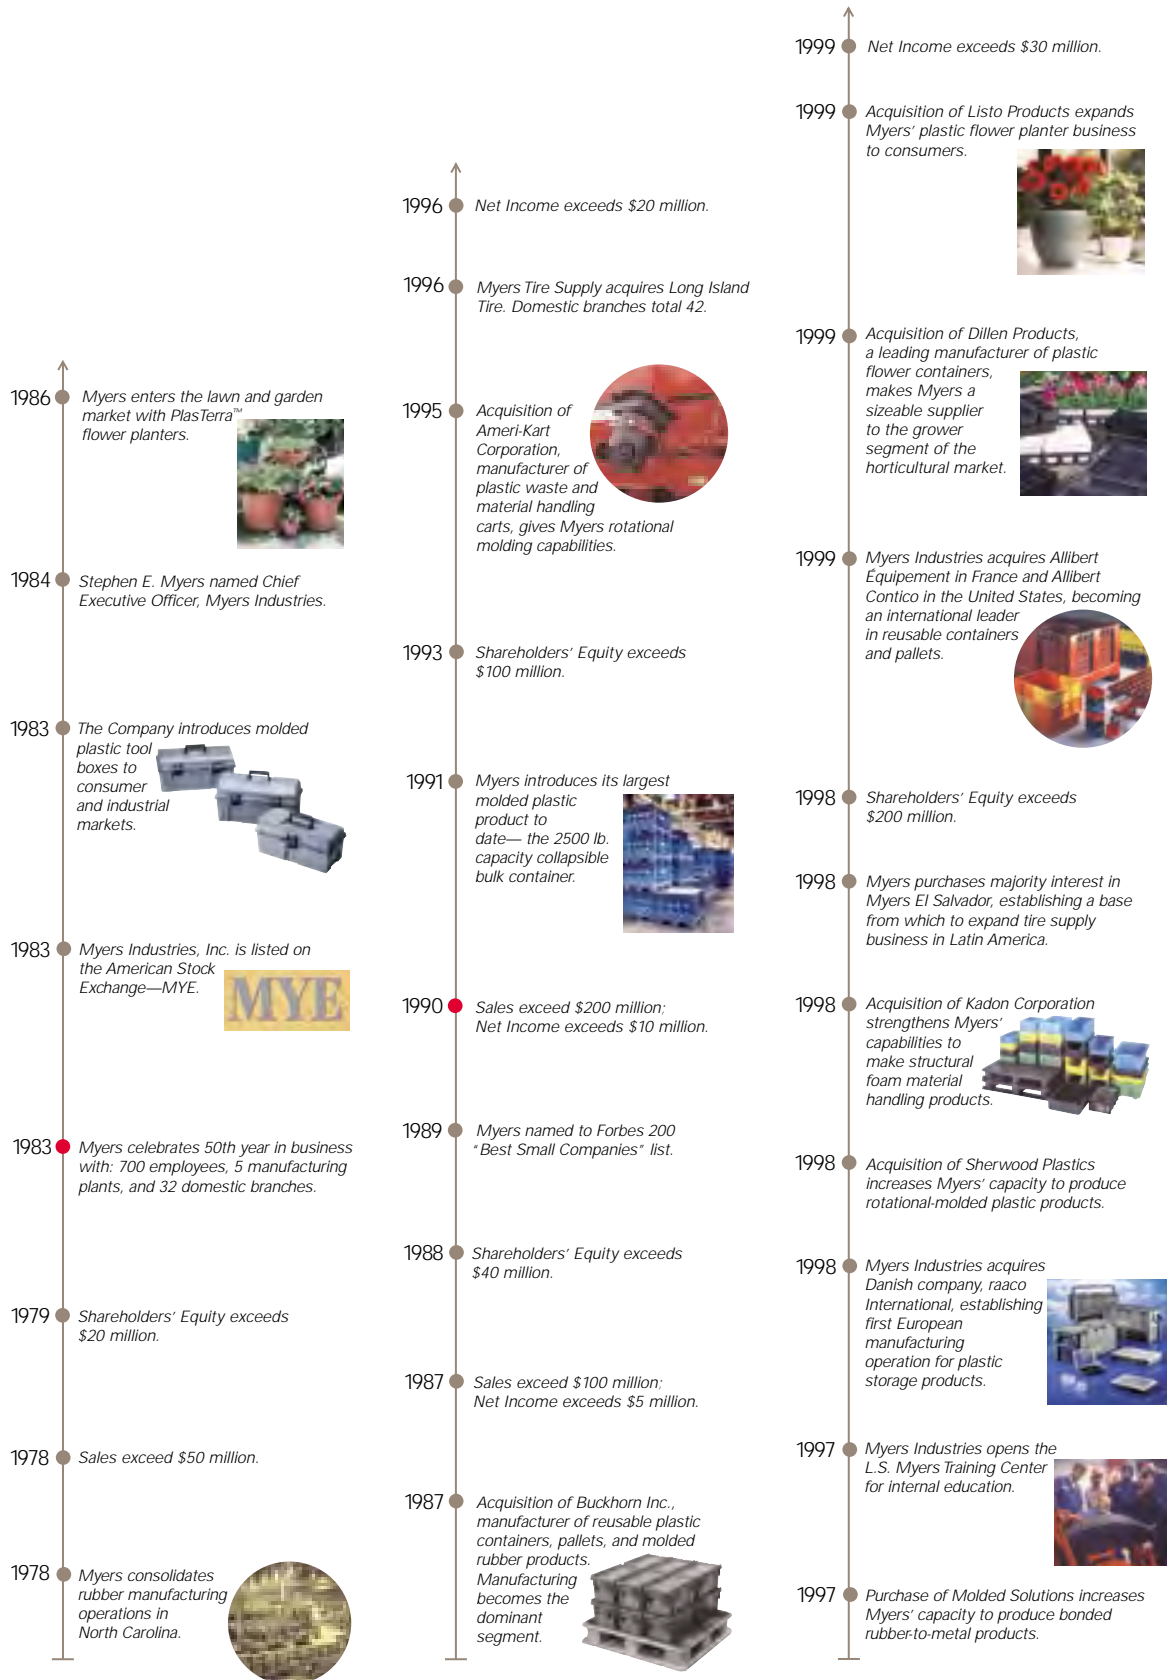 1986
Myers enters the lawn and garden
market with PlasTerra™
flower planters.
1984
Stephen E. Myers named Chief
Executive Officer, Myers Industries.
1983
The Company introduces molded
plastic tool
boxes to
consumer
and industrial
markets.
1983
Myers Industries, Inc. is listed on
the American Stock
Exchange—MYE.
MYE
1983
Myers celebrates 50th year in business
with: 700 employees, 5 manufacturing
plants, and 32 domestic branches.
1979
Shareholders' Equity exceeds
$20 million.
1978
Sales exceed $50 million.
1978
Myers consolidates
rubber manufacturing
operations in
North Carolina.
1996
Net Income exceeds $20 million.
1996
Myers Tire Supply acquires Long Island
Tire. Domestic branches total 42.
1995
Acquisition of
Ameri-Kart
Corporation,
manufacturer of
plastic waste and
material handling
carts, gives Myers rotational
molding capabilities.
1993
Shareholders' Equity exceeds
$100 million.
1991
Myers introduces its largest
molded plastic
product to
date— the 2500 lb.
capacity collapsible
bulk container.
1990
Sales exceed $200 million;
Net Income exceeds $10 million.
1989
Myers named to Forbes 200
"Best Small Companies" list.
1988
Shareholders' Equity exceeds
$40 million.
1987
Sales exceed $100 million;
Net Income exceeds $5 million.
1987
Acquisition of Buckhorn Inc.,
manufacturer of reusable plastic
containers, pallets, and molded
rubber products.
Manufacturing
becomes the
dominant
segment.
1999
Net Income exceeds $30 million.
1999
Acquisition of Listo Products expands
Myers' plastic flower planter business
to consumers.
1999
Acquisition of Dillen Products,
a leading manufacturer of plastic
flower containers,
makes Myers a
sizeable supplier
to the grower
segment of the
horticultural market.
1999
Myers Industries acquires Allibert
Équipement in France and Allibert
Contico in the United States, becoming
an international leader
in reusable containers
and pallets.
1998
Shareholders' Equity exceeds
$200 million.
1998
Myers purchases majority interest in
Myers El Salvador, establishing a base
from which to expand tire supply
business in Latin America.
1998
Acquisition of Kadon Corporation
strengthens Myers'
capabilities to
make structural
foam material
handling products.
1998
Acquisition of Sherwood Plastics
increases Myers' capacity to produce
rotational-molded plastic products.
1998
Myers Industries acquires
Danish company, raaco
International, establishing
first European
manufacturing
operation for plastic
storage products.
1997
Myers Industries opens the
L.S. Myers Training Center
for internal education.
1997
Purchase of Molded Solutions increases
Myers' capacity to produce bonded
rubber-to-metal products.